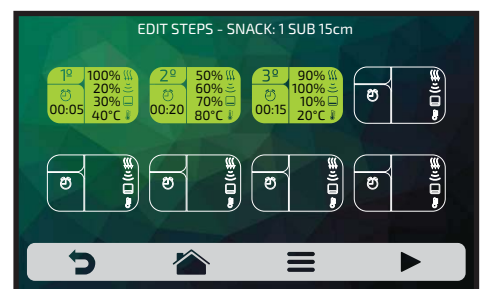 EDIT STEPS - SNACK: 1 SUB 15cm
1º 100%
20%
00:05 30%
40°C
2º 50%
60%
00:20 70%
80°C
3º 90%
100%
00:15 10%
20°C